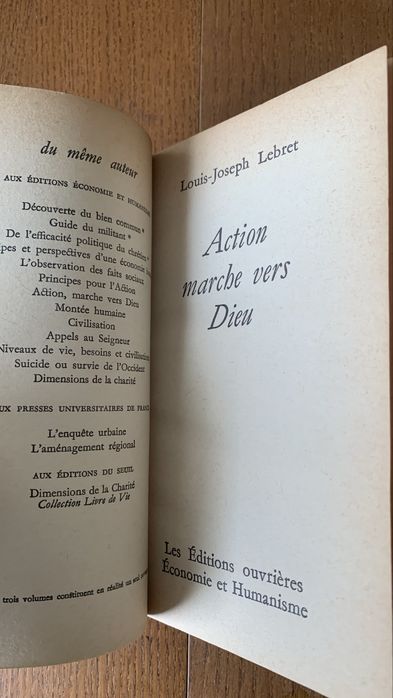 du même auteur
AUX ÉDITIONS ÉCONOMIE ET
Découverte du bien commun *
Guide du militant *
De l'efficacité politique du chrétien *
et perspectives d'une économie
L'observation des faits sociaux
Principes pour l'Action
Action, marche vers Dieu
Montée humaine
Civilisation
Appels au Seigneur
Niveaux de vie, besoins et
Suicide ou survie de l'Occident
Dimensions de la charité
PRESSES UNIVERSITAIRES DE
L'enquête urbaine
L'aménagement régional
AUX ÉDITIONS DU SEUIL
Dimensions de la Charité
Collection Livre de Vie
trois volumes constituent en réalité un seul
Louis-Joseph Lebret
Action
marche vers
Dieu
Les Éditions ouvrières
Économie et Humanisme